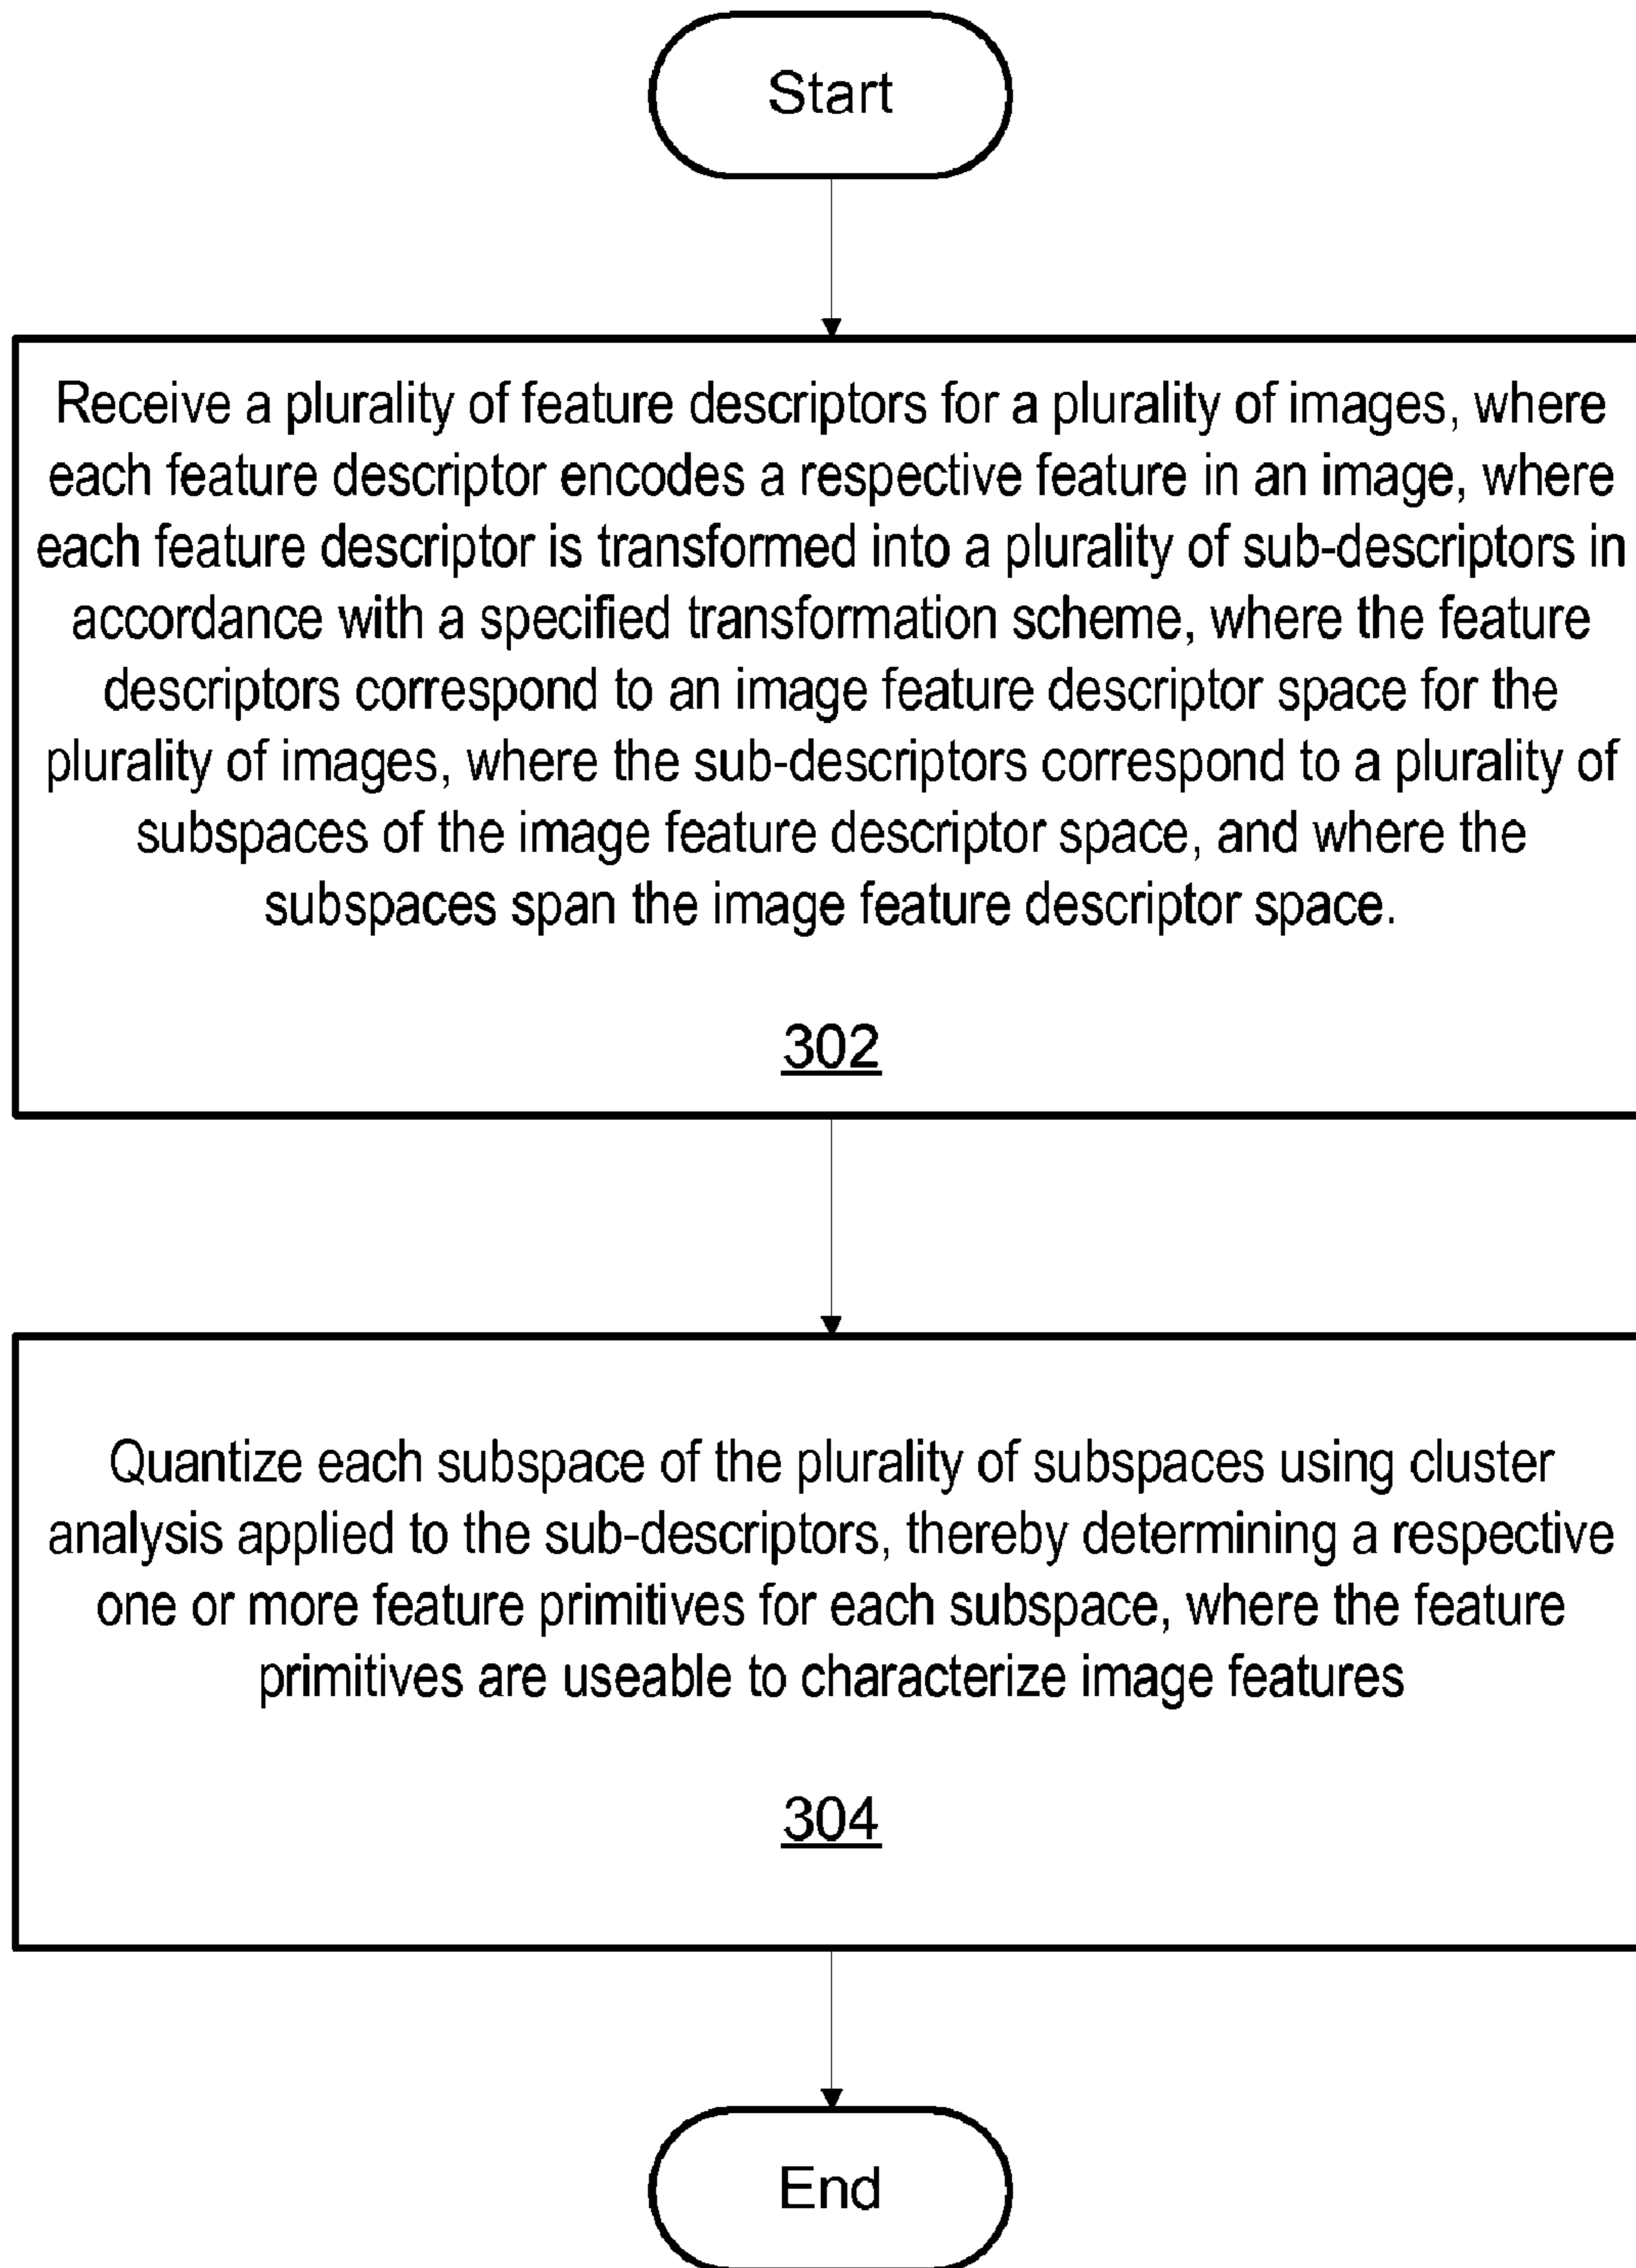 Start
Receive a plurality of feature descriptors for a plurality of images, where
each feature descriptor encodes a respective feature in an image, where
each feature descriptor is transformed into a plurality of sub-descriptors in
accordance with a specified transformation scheme, where the feature
descriptors correspond to an image feature descriptor space for the
plurality of images, where the sub-descriptors correspond to a plurality of
subspaces of the image feature descriptor space, and where the
subspaces span the image feature descriptor space.
302
Quantize each subspace of the plurality of subspaces using cluster
analysis applied to the sub-descriptors, thereby determining a respective
one or more feature primitives for each subspace, where the feature
primitives are useable to characterize image features
304
End